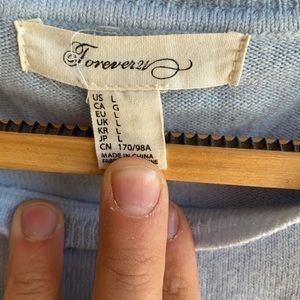 Forever21
US L
CA G
EU L
UK L
KR L
JP L
CN 170/98A
MADE IN CHINA